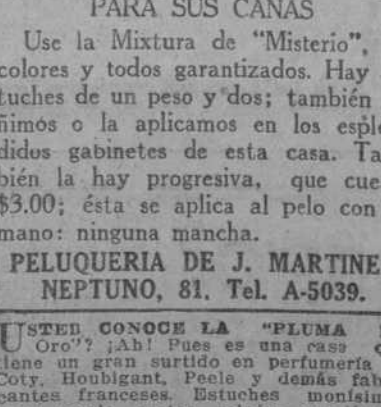 PARA SUS CANAS
Use la Mixtura de "Misterio",
colores y todos garantizados. Hay
tuches de un peso y dos; también
ñimos o la aplicamos en los esple
didos gabinetes de esta casa. Ta
bién la hay progresiva, que cue
$3.00; ésta se aplica al pelo con
mano: ninguna mancha.
PELUQUERIA DE J. MARTINE
NEPTUNO, 81. Tel. A-5039.
USTED CONOCE LA "PLUMA
Oro"? ¡Ah! Pues es una casa
tiene un gran surtido en perfumería
Coty, Houbigant, Peele y demás fab
cantes franceses. Estuches monísim